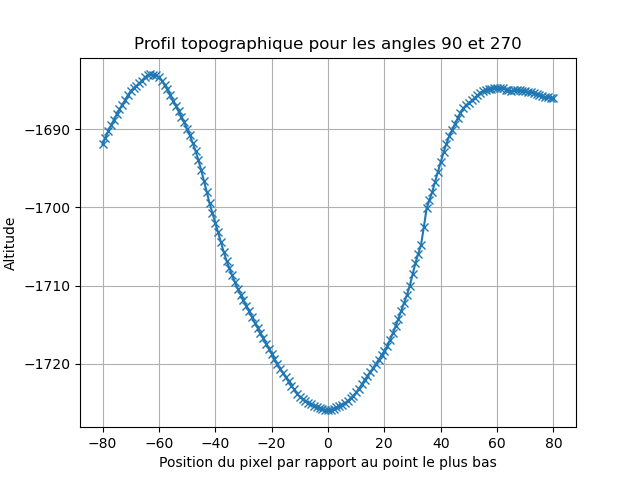 Profil topographique pour les angles 90 et 270
Altitude
−1690
−1700
−1710
−1720
−80 −60 −40 −20 0 20 40 60 80
Position du pixel par rapport au point le plus bas